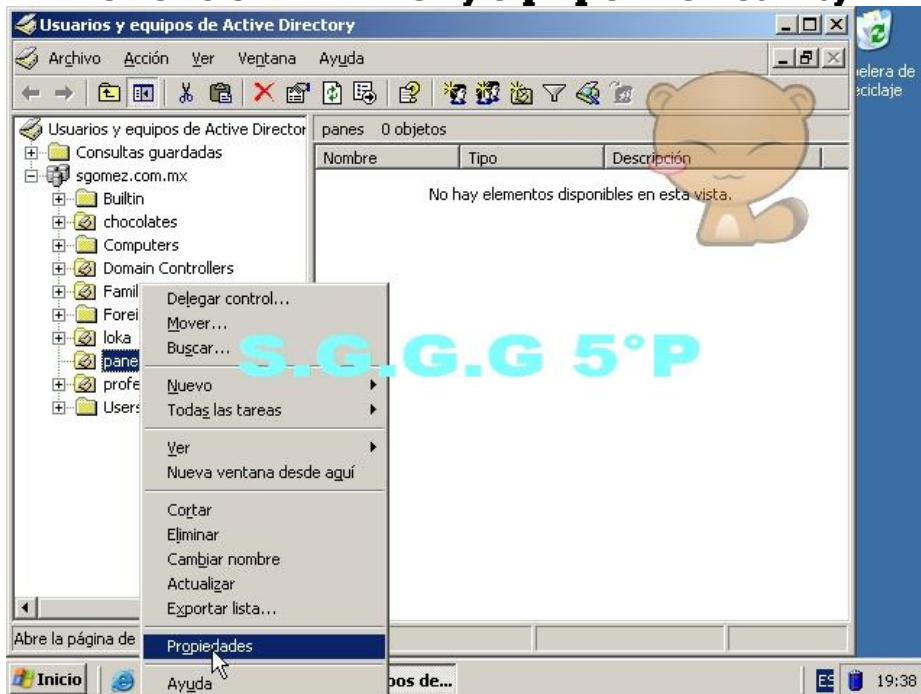 Usuarios y equipos de Active Directory
Archivo Acción Ver Ventana Ayuda
elera de
eciclaje
Usuarios y equipos de Active Director
panes 0 objetos
Consultas guardadas
Nombre Tipo Descripción
sgomez.com.mx
No hay elementos disponibles en esta vista.
Builtin
chocolates
Computers
Domain Controllers
Famil
Forei
loka
pane
profe
Users
Delegar control...
Mover...
Buscar...
S.G.G.G 5°P
Nuevo
Todas las tareas
Ver
Nueva ventana desde aquí
Cortar
Eliminar
Cambiar nombre
Actualizar
Exportar lista...
Abre la página de
Propiedades
Ayuda
Inicio
pos de...
ES
19:38